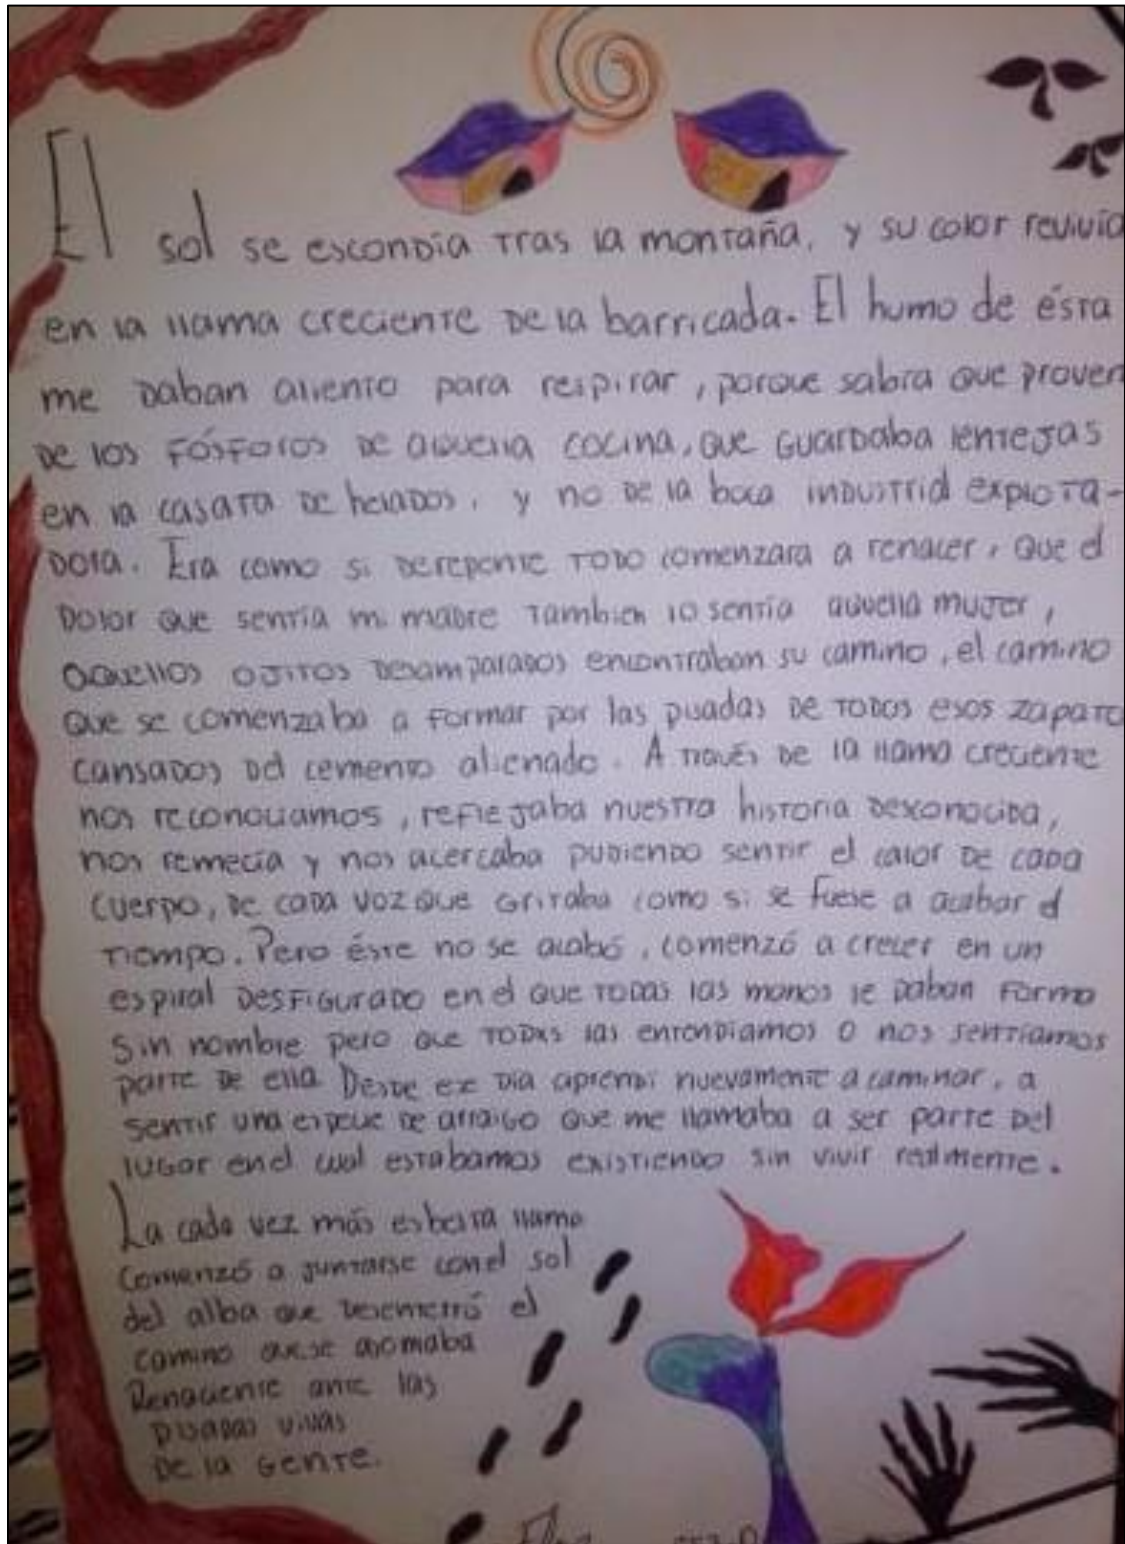 El sol se escondía tras la montaña, y su color revivía
en la llama creciente de la barricada. El humo de ésta
me daban aliento para respirar, porque sabía que proven
de los fósforos de aquella cocina, que guardaba lentejas
en la casata de helados, y no de la boca industrial explota-
dora. Era como si derepente todo comenzara a renacer, que el
dolor que sentía mi madre tambien lo sentía aquella mujer,
aquellos ojitos desamparados encontraban su camino, el camino
que se comenzaba a formar por las pisadas de todos esos zapato
cansados del cemento alienado. A través de la llama creciente
nos reconociamos, reflejaba nuestra historia desconocida,
nos remecía y nos acercaba pudiendo sentir el calor de cada
cuerpo, de cada voz que gritaba como si se fuese a acabar el
tiempo. Pero éste no se acabó, comenzó a crecer en un
espiral desfigurado en el que todas las manos le daban forma
sin nombre pero que todxs las entendíamos o nos sentíamos
parte de ella Desde ese día aprendi nuevamente a caminar, a
sentir una especie de arraigo que me llamaba a ser parte del
lugar en el cual estabamos existiendo sin vivir realmente.
La cada vez más esbelta llama
comenzó a juntarse con el sol
del alba que desenterró el
camino que se asomaba
Renaciente ante las
pisadas vivas
de la gente.